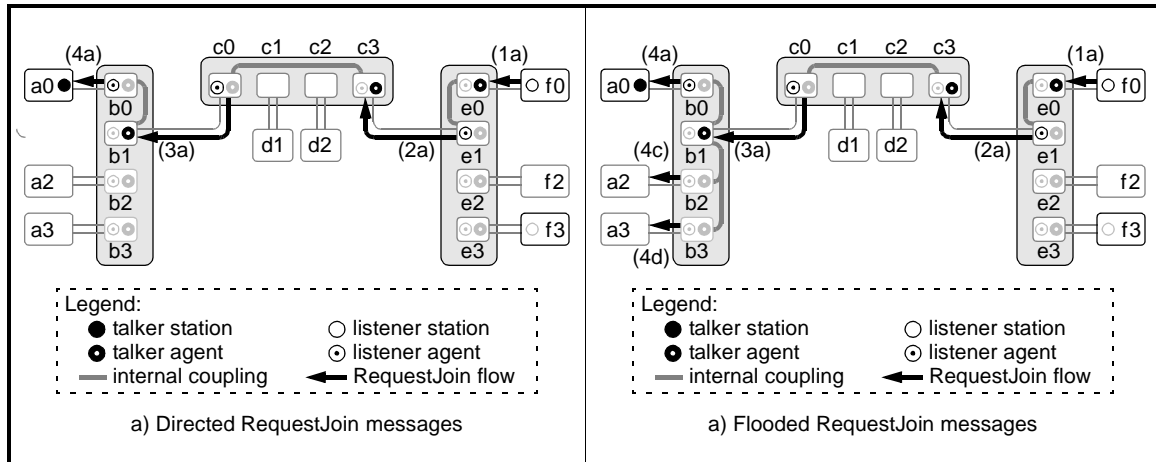 (4a) c0 c1 c2 c3 (1a)
a0 f0
b0 e0
b1 (3a) d1 d2 (2a) e1
a2 f2
b2 e2
a3 f3
b3 e3
Legend:
talker station listener station
talker agent listener agent
internal coupling RequestJoin flow
a) Directed RequestJoin messages
(4a) c0 c1 c2 c3 (1a)
a0 f0
b0 e0
(4c) b1 (3a) d1 d2 (2a) e1
a2 f2
b2 e2
a3 f3
(4d) b3 e3
Legend:
talker station listener station
talker agent listener agent
internal coupling RequestJoin flow
a) Flooded RequestJoin messages